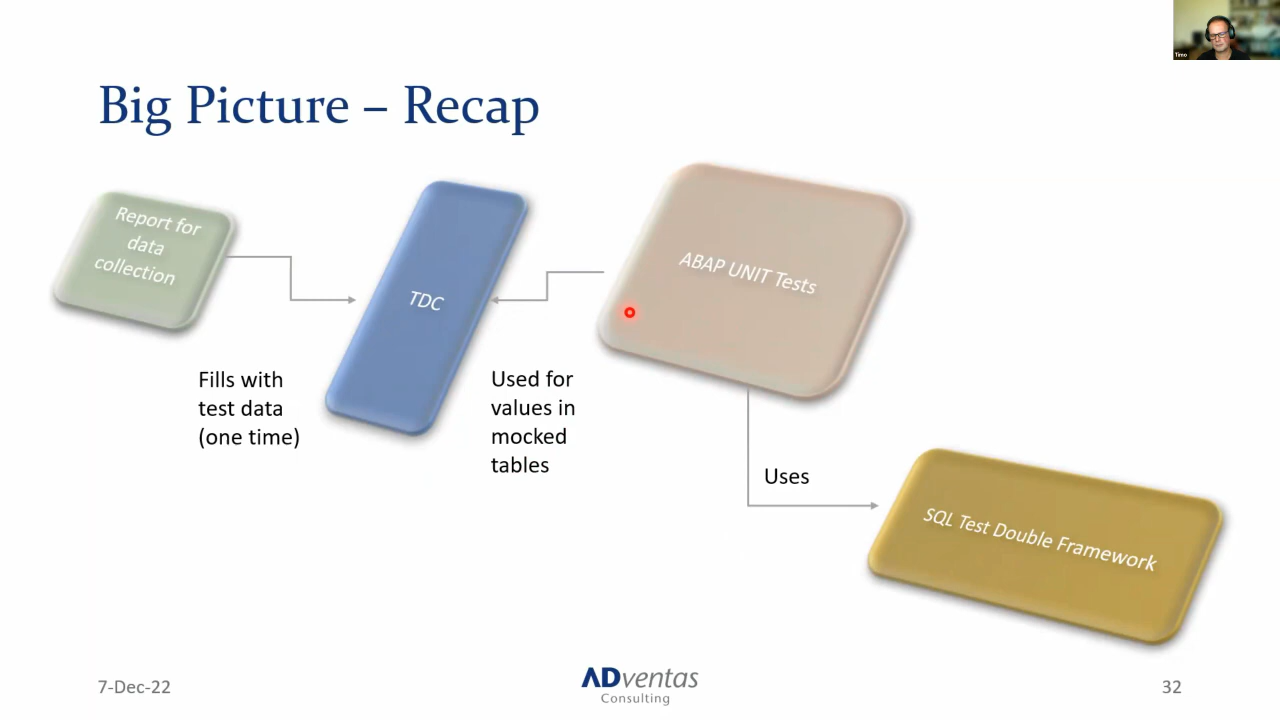 Timo
Big Picture – Recap
Report for
data
collection
TDC
ABAP UNIT Tests
Fills with
test data
(one time)
Used for
values in
mocked
tables
Uses
SQL Test Double Framework
7-Dec-22
ADventas
Consulting
32